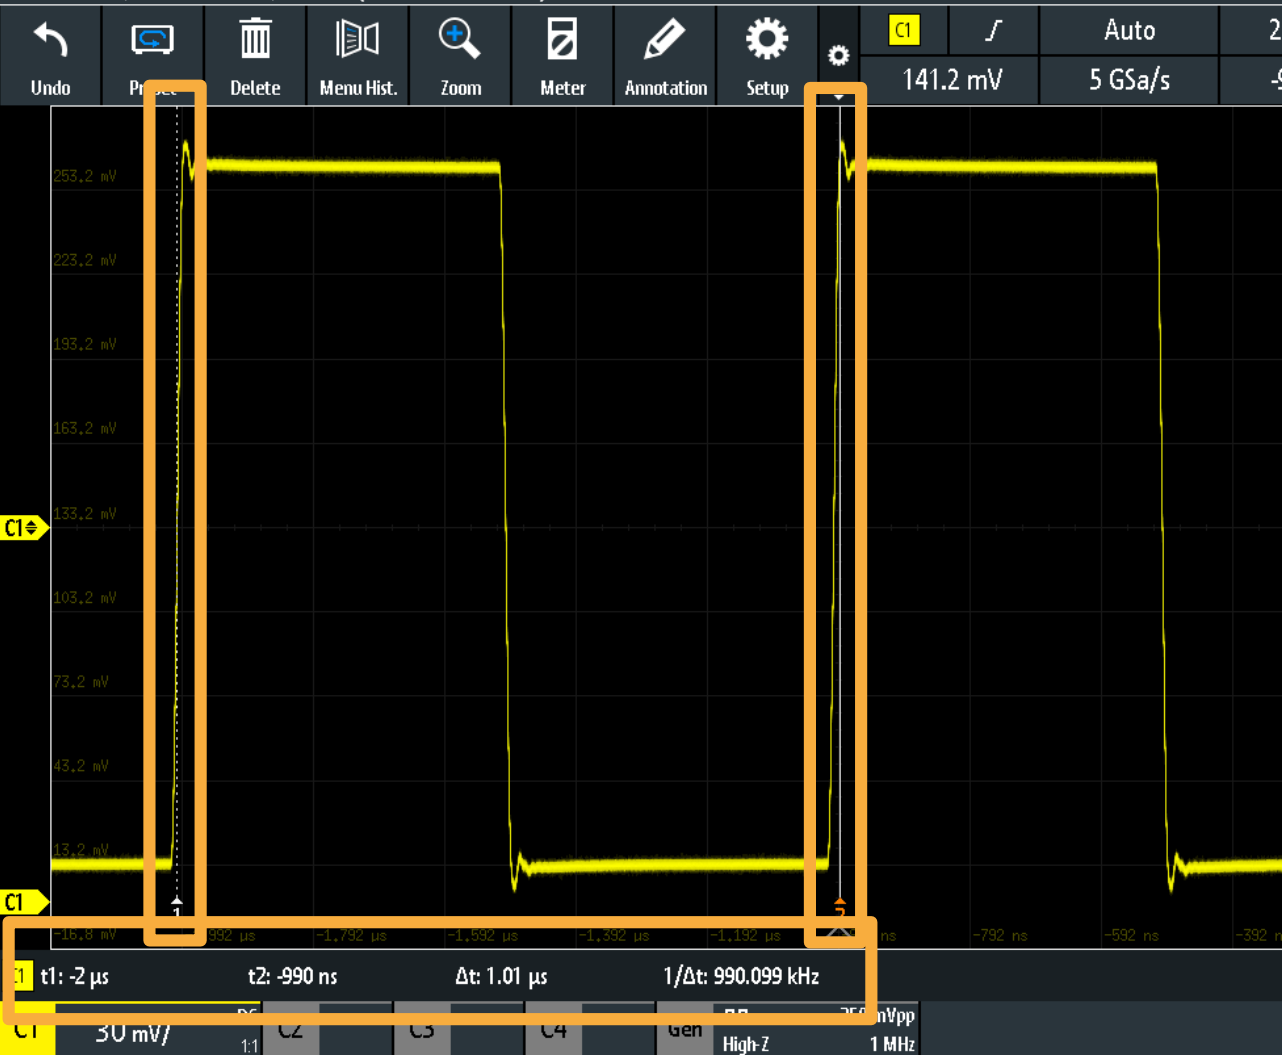 C1 Auto
Undo Delete Menu Hist. Zoom Meter Annotation Setup 141.2 mV 5 GSa/s
253.2 mV
223.2 mV
193.2 mV
163.2 mV
C1 133.2 mV
103.2 mV
73.2 mV
43.2 mV
13.2 mV
C1
1 2
-16.8 mV 992 µs -1.792 µs -1.592 µs -1.392 µs -1.192 µs ns -792 ns -592 ns -392
t1: -2 µs t2: -990 ns Δt: 1.01 µs 1/Δt: 990.099 kHz
C1 30 mV/ 1:1 C2 C3 C4 Gen mVpp
High-Z 1 MHz